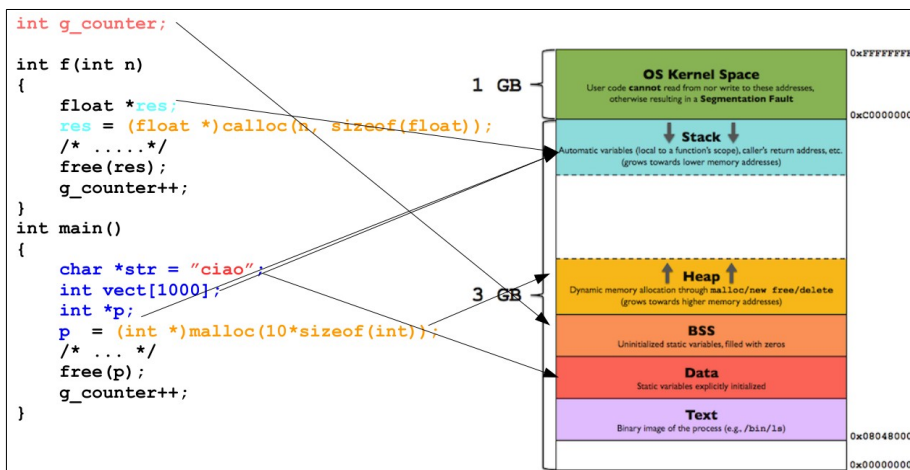 int g_counter;
int f(int n)
{
float *res;
res = (float *)calloc(n, sizeof(float));
/* .....*/
free(res);
g_counter++;
}
int main()
{
char *str = ”ciao”;
int vect[1000];
int *p;
p = (int *)malloc(10*sizeof(int));
/* ... */
free(p);
g_counter++;
}
1 GB
3 GB
0xFFFFFFFF
OS Kernel Space
User code cannot read from nor write to these addresses,
otherwise resulting in a Segmentation Fault
0xC0000000
Stack
Automatic variables (local to a function's scope), caller's return address, etc.
(grows towards lower memory addresses)
Heap
Dynamic memory allocation through malloc/new free/delete
(grows towards higher memory addresses)
BSS
Uninitialized static variables, filled with zeros
Data
Static variables explicitly initialized
Text
Binary image of the process (e.g., /bin/ls)
0x08048000
0x00000000